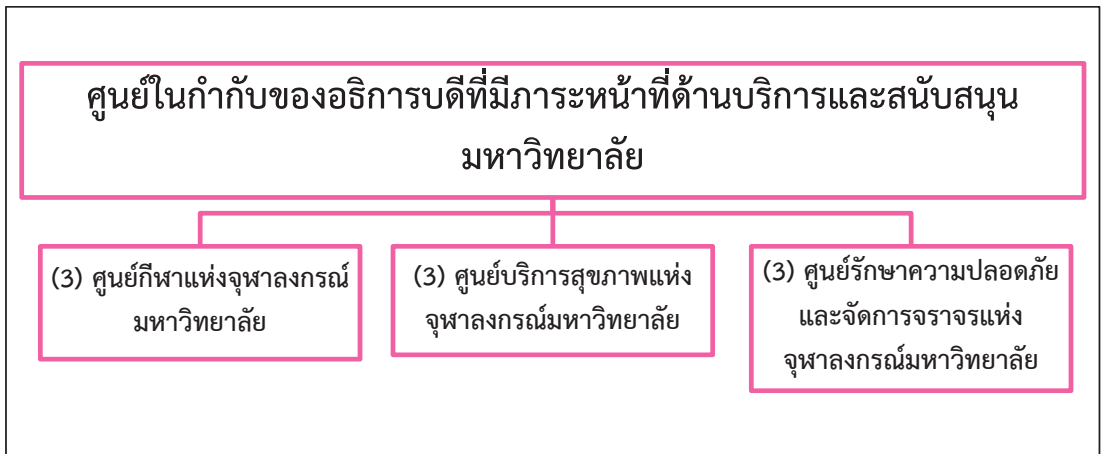 ศูนย์ในกำกับของอธิการบดีที่มีภาระหน้าที่ด้านบริการและสนับสนุน
มหาวิทยาลัย
(3) ศูนย์กีฬาแห่งจุฬาลงกรณ์
มหาวิทยาลัย
(3) ศูนย์บริการสุขภาพแห่ง
จุฬาลงกรณ์มหาวิทยาลัย
(3) ศูนย์รักษาความปลอดภัย
และจัดการจราจรแห่ง
จุฬาลงกรณ์มหาวิทยาลัย